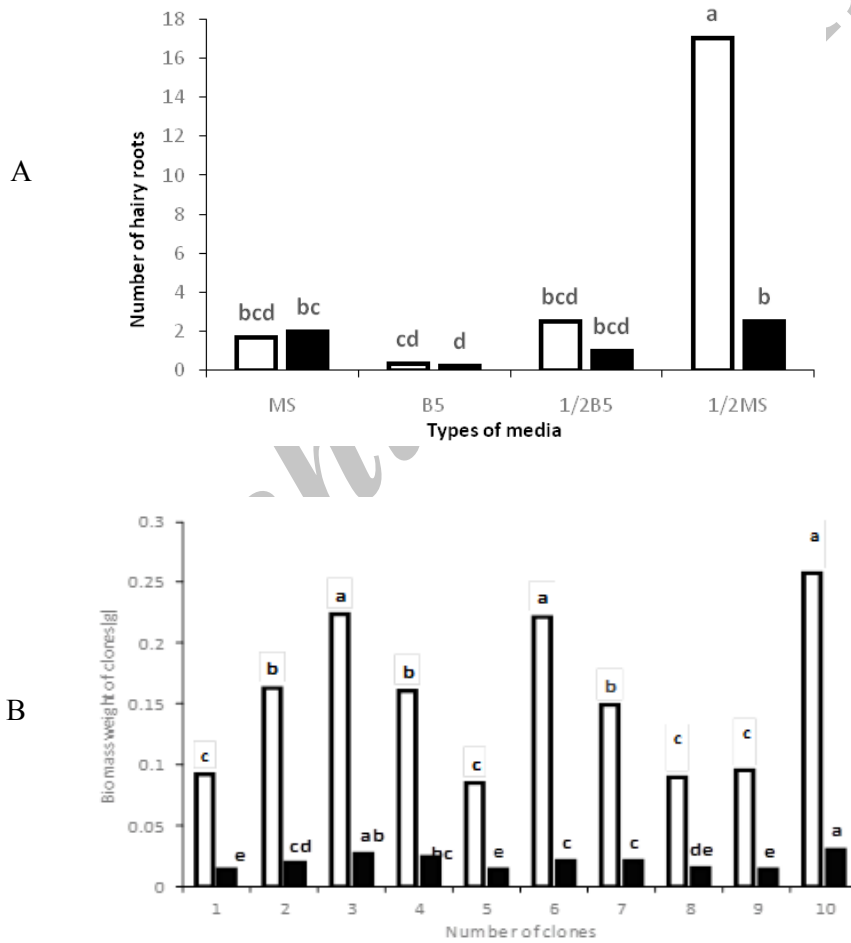 A
Number of hairy roots
18
16
14
12
10
8
6
4
2
0
bcd bc
cd d
bcd bcd
a b
MS B5 1/2B5 1/2MS
Types of media
B
Biomass weight of clones[g]
0.3
0.25
0.2
0.15
0.1
0.05
0
c e
b cd
a ab
b bc
c e
a c
b c
c de
c e
a a
1 2 3 4 5 6 7 8 9 10
Number of clones